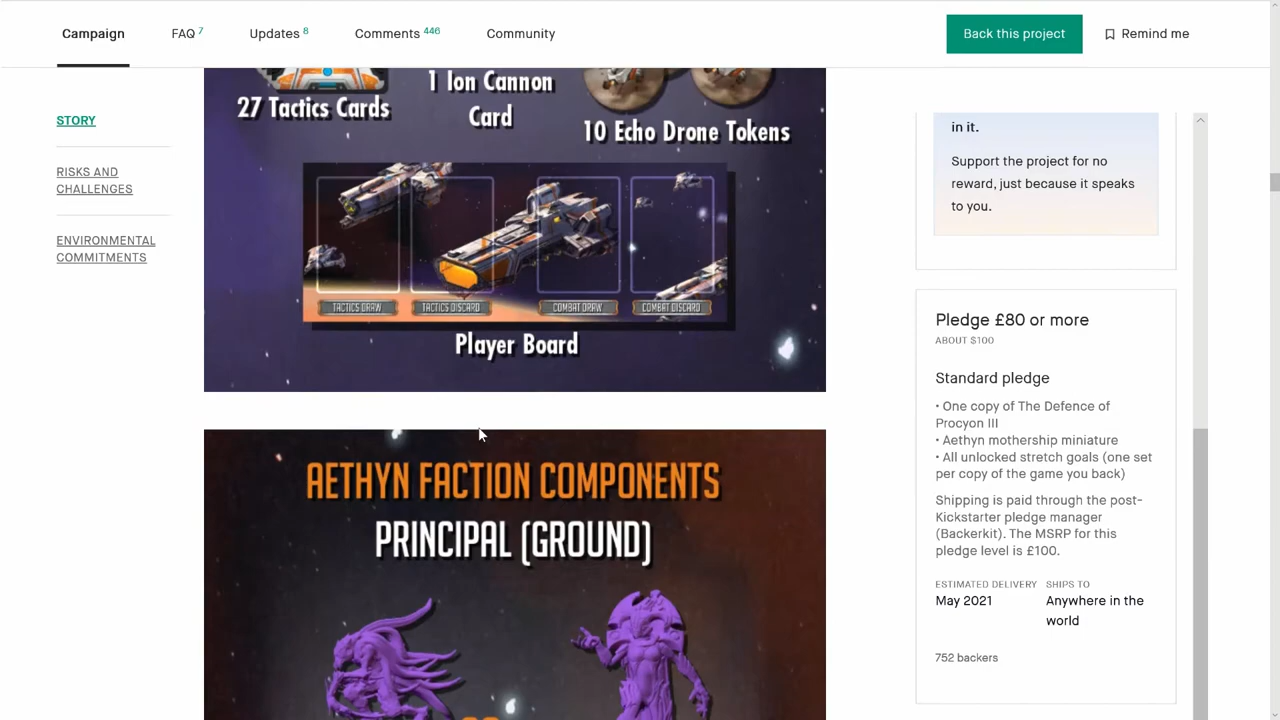 Campaign
FAQ 7
Updates 8
Comments 446
Community
Back this project
Remind me
STORY
RISKS AND
CHALLENGES
ENVIRONMENTAL
COMMITMENTS
27 Tactics Cards
1 Ion Cannon
Card
10 Echo Drone Tokens
TACTICS DRAW
TACTICS DISCARD
COMBAT DRAW
COMBAT DISCARD
Player Board
AETHYN FACTION COMPONENTS
PRINCIPAL (GROUND)
in it.
Support the project for no
reward, just because it speaks
to you.
Pledge £80 or more
ABOUT $100
Standard pledge
• One copy of The Defence of
Procyon III
• Aethyn mothership miniature
• All unlocked stretch goals (one set
per copy of the game you back)
Shipping is paid through the post-
Kickstarter pledge manager
(Backerkit). The MSRP for this
pledge level is £100.
ESTIMATED DELIVERY
May 2021
SHIPS TO
Anywhere in the
world
752 backers